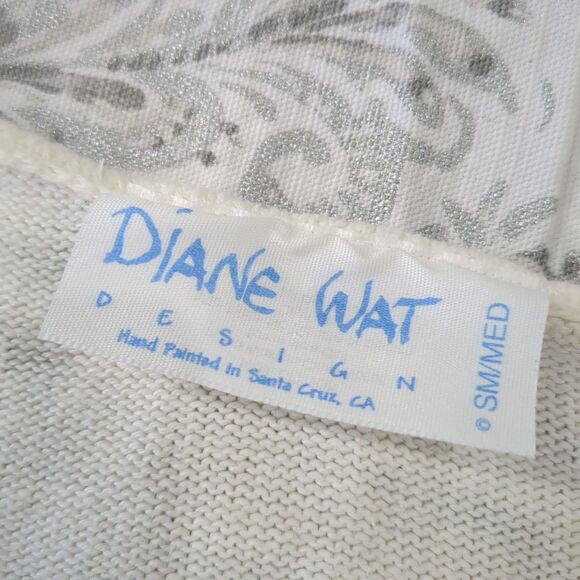 DIANE WAT
DESIGN
Hand Painted in Santa Cruz, CA
© SM/MED